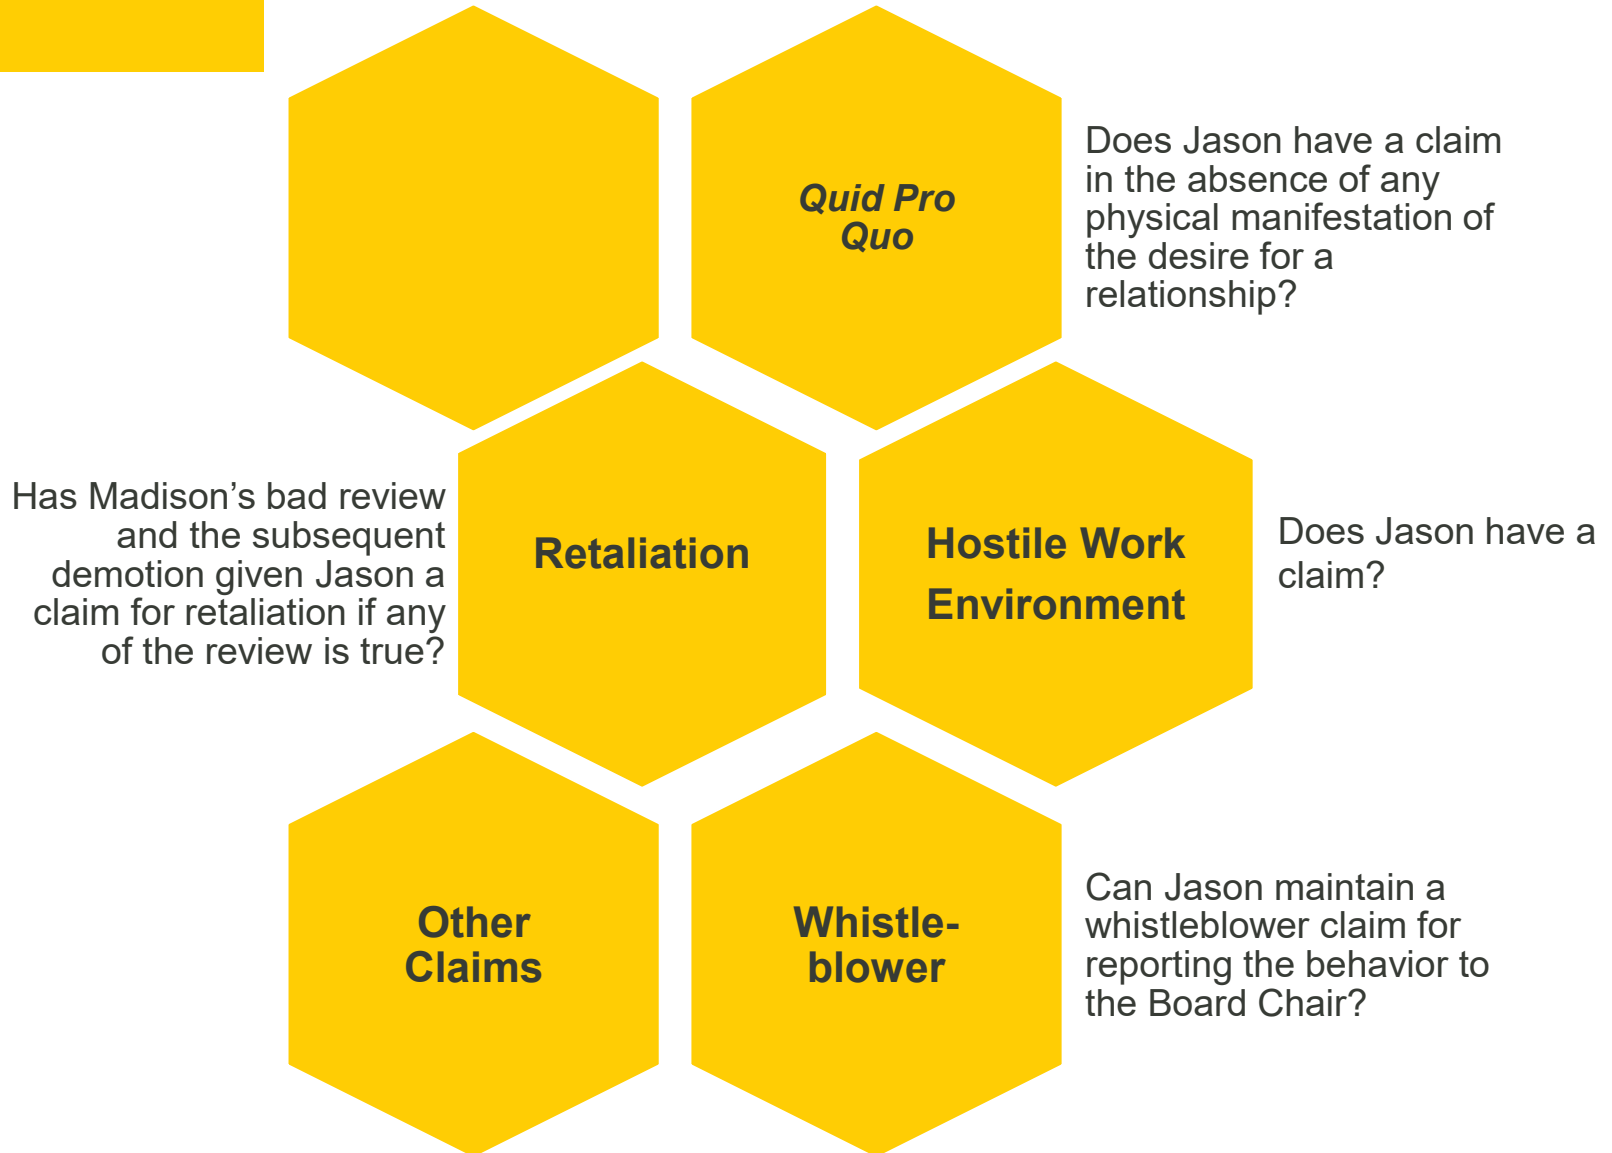 Quid Pro
Quo
Does Jason have a claim
in the absence of any
physical manifestation of
the desire for a
relationship?
Has Madison’s bad review
and the subsequent
demotion given Jason a
claim for retaliation if any
of the review is true?
Retaliation
Hostile Work
Environment
Does Jason have a
claim?
Other
Claims
Whistle-
blower
Can Jason maintain a
whistleblower claim for
reporting the behavior to
the Board Chair?